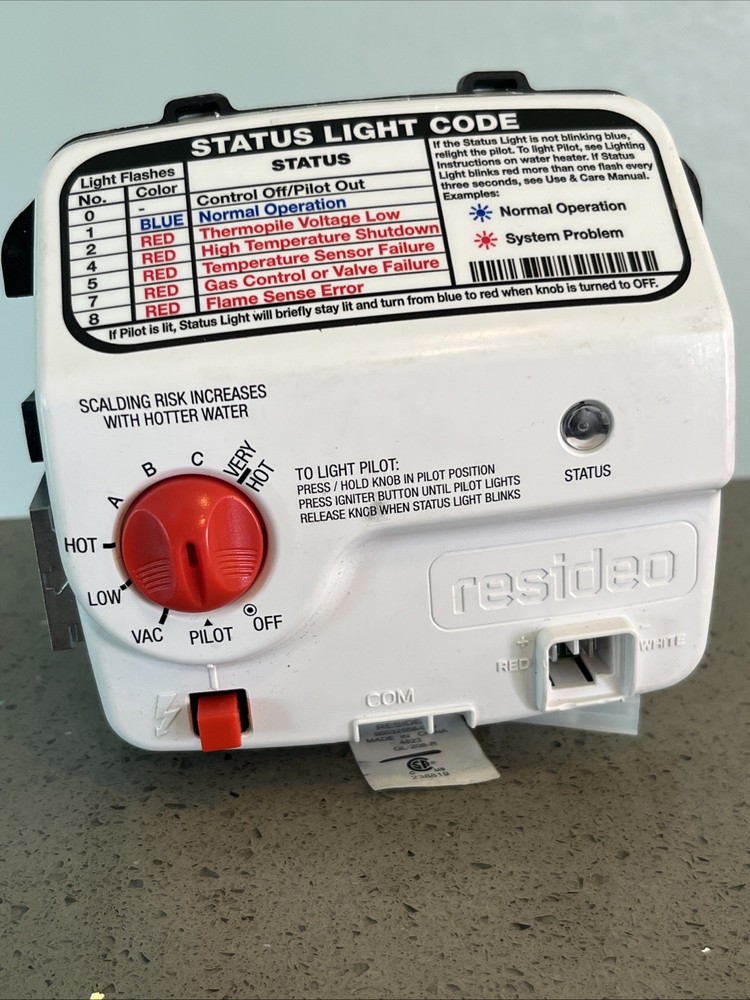 STATUS LIGHT CODE
Light Flashes
No. Color STATUS
0 - Control Off/Pilot Out
1 BLUE Normal Operation
2 RED Thermopile Voltage Low
4 RED High Temperature Shutdown
5 RED Temperature Sensor Failure
7 RED Gas Control or Valve Failure
8 RED Flame Sense Error
If the Status Light is not blinking blue,
relight the pilot. To light Pilot, see Lighting
Instructions on water heater. If Status
Light blinks red more than one flash every
three seconds, see Use & Care Manual.
Examples:
Normal Operation
System Problem
If Pilot is lit, Status Light will briefly stay lit and turn from blue to red when knob is turned to OFF.
SCALDING RISK INCREASES
WITH HOTTER WATER
A
B
C
VERY
HOT
HOT
LOW
VAC
PILOT
OFF
TO LIGHT PILOT:
PRESS / HOLD KNOB IN PILOT POSITION
PRESS IGNITER BUTTON UNTIL PILOT LIGHTS
RELEASE KNOB WHEN STATUS LIGHT BLINKS
STATUS
resideo
+ -
RED WHITE
COM
MADE IN CHINA
4823